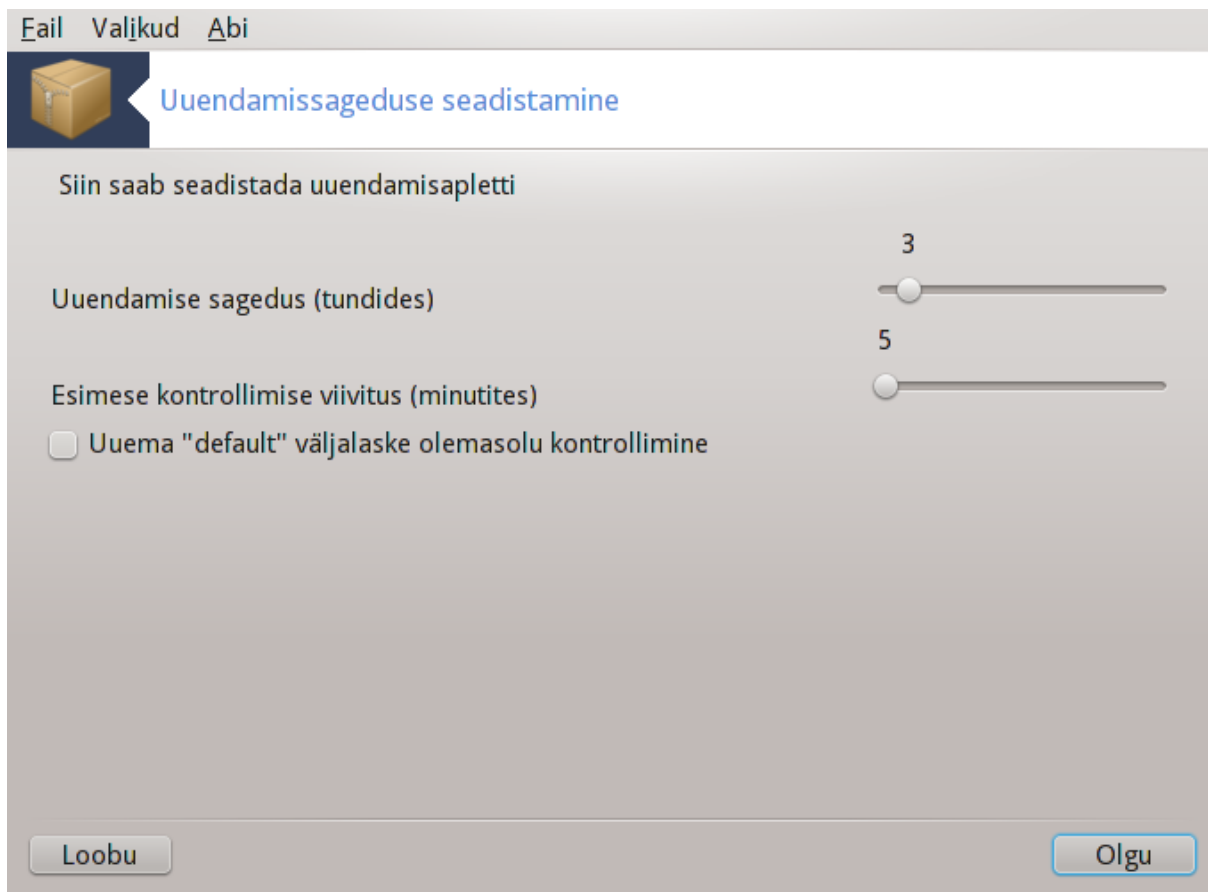 Fail Valikud Abi
Uuendamissageduse seadistamine
Siin saab seadistada uuendamisapletti
3
Uuendamise sagedus (tundides)
5
Esimese kontrollimise viivitus (minutites)
Uuema "default" väljalaske olemasolu kontrollimine
Loobu Olgu